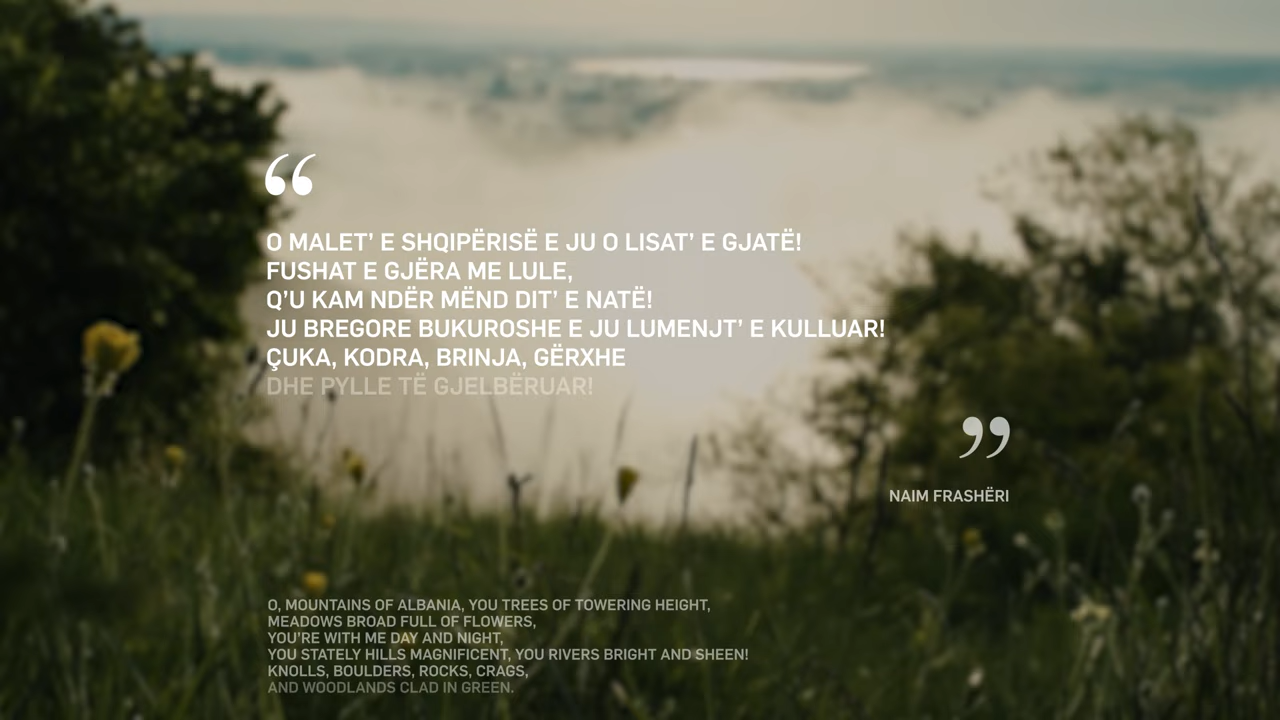 “
O MALET’ E SHQIPËRISË E JU O LISAT’ E GJATË!
FUSHAT E GJËRA ME LULE,
Q’U KAM NDËR MËND DIT’ E NATË!
JU BREGORE BUKUROSHE E JU LUMENJT’ E KULLUAR!
ÇUKA, KODRA, BRINJA, GËRXHE
DHE PYLLE TË GJELBËRUAR!
”
NAIM FRASHËRI
O, MOUNTAINS OF ALBANIA, YOU TREES OF TOWERING HEIGHT,
MEADOWS BROAD FULL OF FLOWERS,
YOU’RE WITH ME DAY AND NIGHT,
YOU STATELY HILLS MAGNIFICENT, YOU RIVERS BRIGHT AND SHEEN!
KNOLLS, BOULDERS, ROCKS, CRAGS,
AND WOODLANDS CLAD IN GREEN.